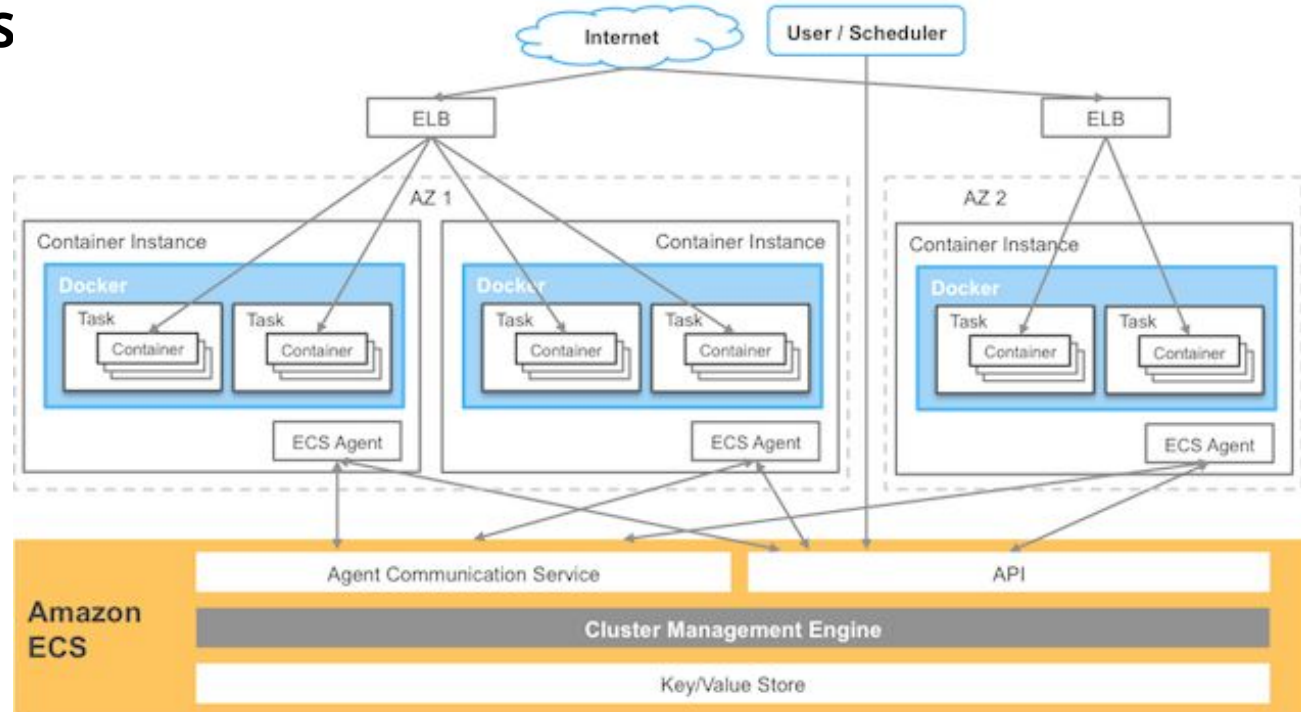 S
Internet
User / Scheduler
ELB
ELB
AZ 1
AZ 2
Container Instance
Container Instance
Container Instance
Docker
Docker
Docker
Task
Task
Task
Task
Task
Task
Container
Container
Container
Container
Container
Container
ECS Agent
ECS Agent
ECS Agent
Agent Communication Service
API
Amazon
ECS
Cluster Management Engine
Key/Value Store